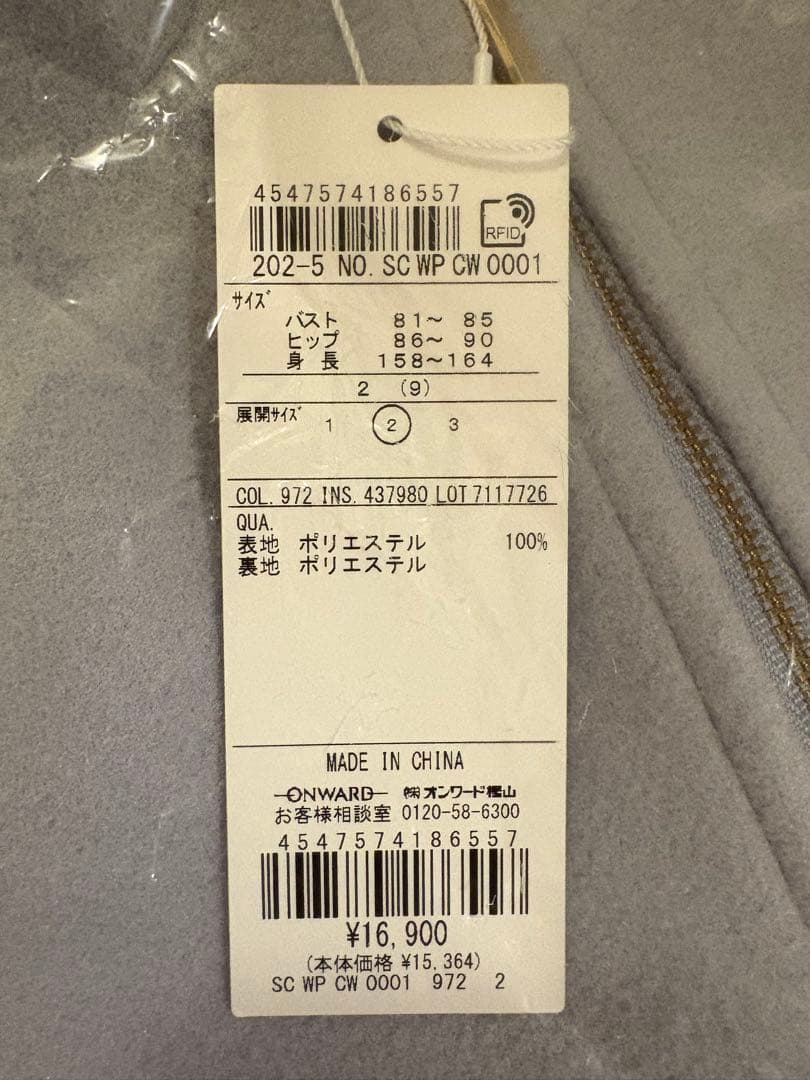 4547574186557
RFID
202-5 NO. SC WP CW 0001
サイズ
バスト 81～ 85
ヒップ 86～ 90
身長 158～164
2 (9)
展開サイズ 1 2 3
COL. 972 INS. 437980 LOT 7117726
QUA.
表地 ポリエステル 100%
裏地 ポリエステル
MADE IN CHINA
ONWARD ㈱オンワード樫山
お客様相談室 0120-58-6300
4547574186557
¥16,900
(本体価格 ¥15,364)
SC WP CW 0001 972 2